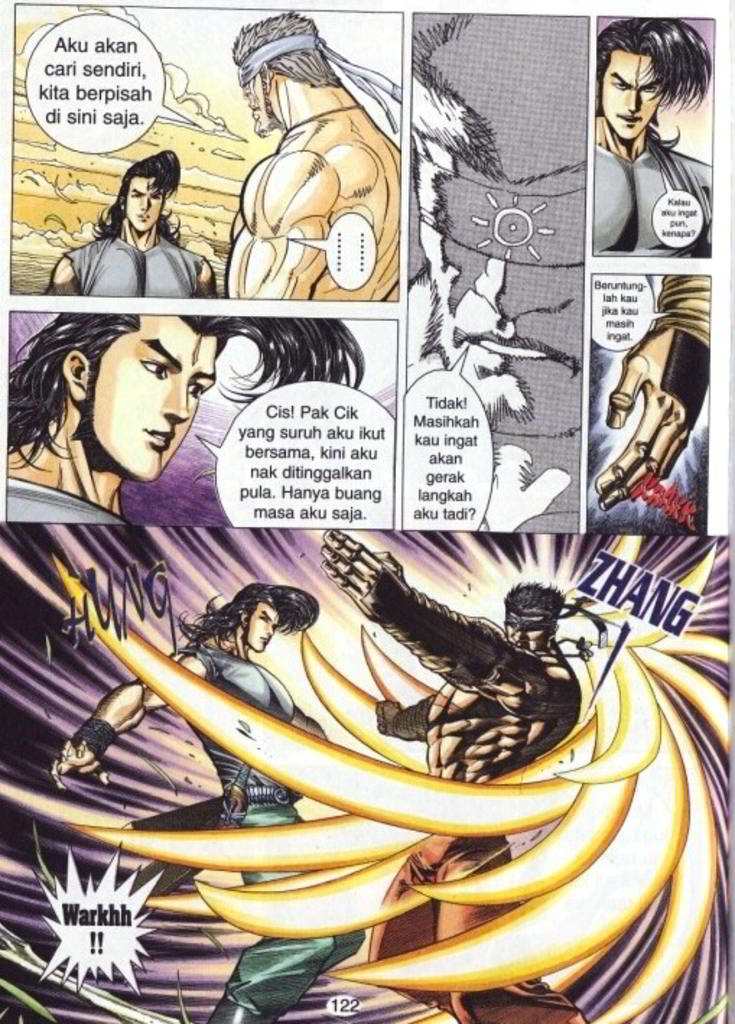 Aku akan
cari sendiri,
kita berpisah
di sini saja.
......
Cis! Pak Cik
yang suruh aku ikut
bersama, kini aku
nak ditinggalkan
pula. Hanya buang
masa aku saja.
Tidak!
Masihkah
kau ingat
akan
gerak
langkah
aku tadi?
Kalau
aku ingat
pun,
kenapa?
Beruntung-
lah kau
jika kau
masih
ingat.
HUNG
ZHANG
!
Warkhh
!!
122